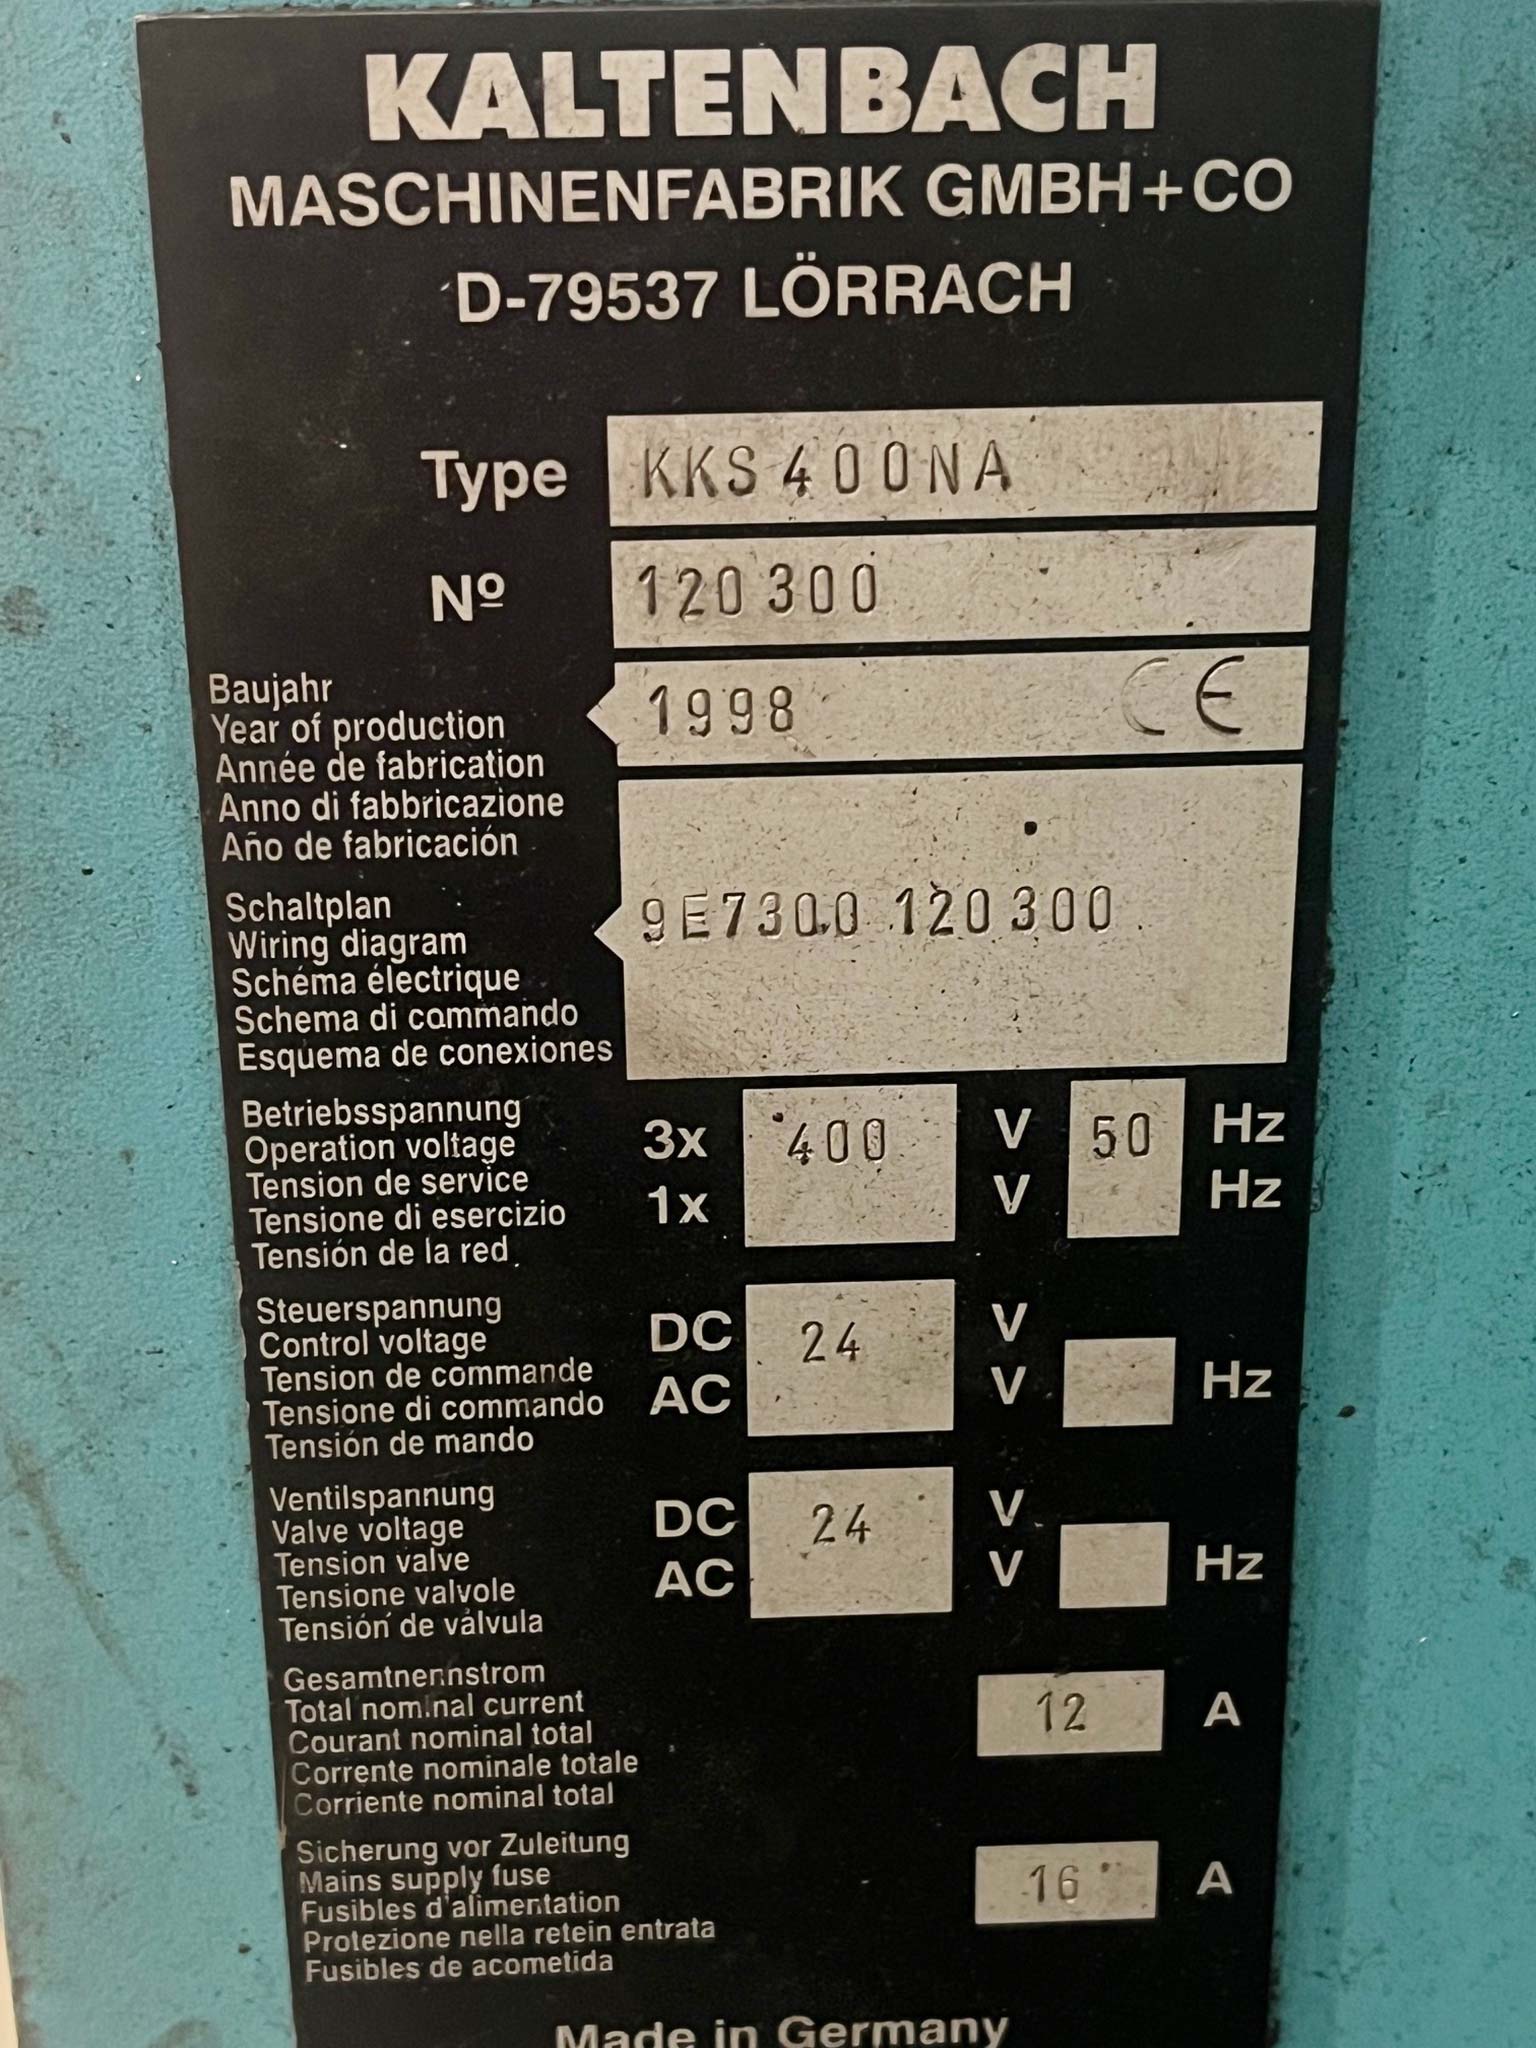 KALTENBACH
MASCHINENFABRIK GMBH+CO
D-79537 LÖRRACH
Type KKS 400NA
Nº 120 300
Baujahr
Year of production 1998 CE
Année de fabrication
Anno di fabbricazione
Año de fabricación
Schaltplan
Wiring diagram 9E7300 120 300
Schéma électrique
Schema di commando
Esquema de conexiones
Betriebsspannung
Operation voltage 3x 400 V 50 Hz
Tension de service
Tensione di esercizio 1x V Hz
Tensión de la red
Steuerspannung
Control voltage DC 24 V
Tension de commande
Tensione di commando AC V Hz
Tensión de mando
Ventilspannung
Valve voltage DC 24 V
Tension valve
Tensione valvole AC V Hz
Tensión de válvula
Gesamtnennstrom
Total nominal current 12 A
Courant nominal total
Corrente nominale totale
Corriente nominal total
Sicherung vor Zuleitung
Mains supply fuse 16 A
Fusibles d'alimentation
Protezione nella retein entrata
Fusibles de acometida
Made in Germany